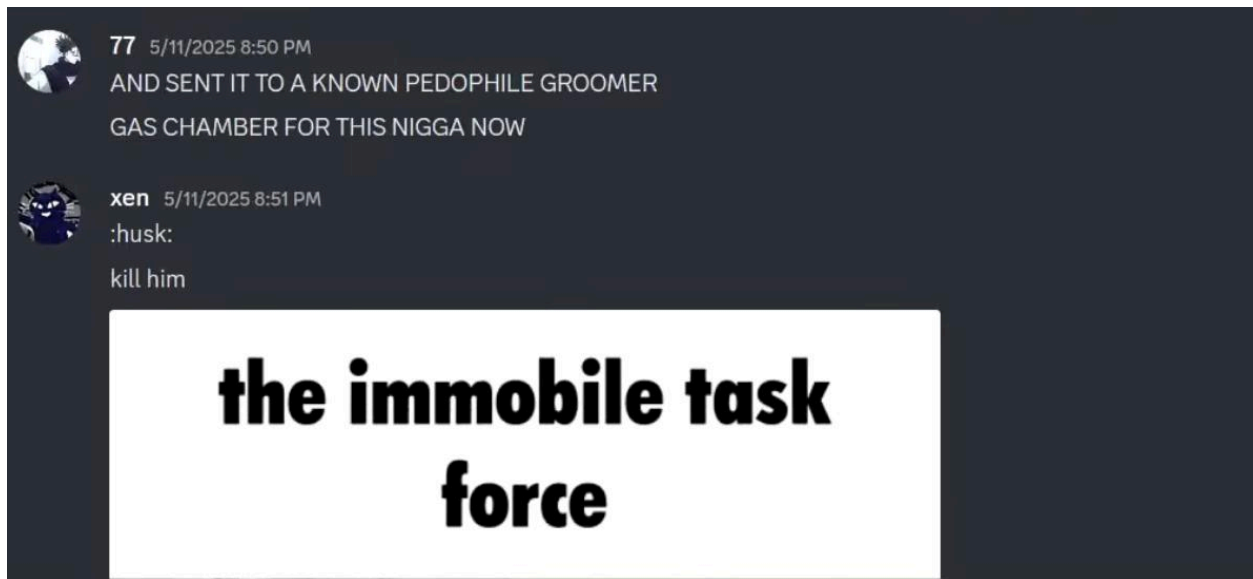 77 5/11/2025 8:50 PM
AND SENT IT TO A KNOWN PEDOPHILE GROOMER
GAS CHAMBER FOR THIS NIGGA NOW
xen 5/11/2025 8:51 PM
:husk:
kill him
the immobile task
force